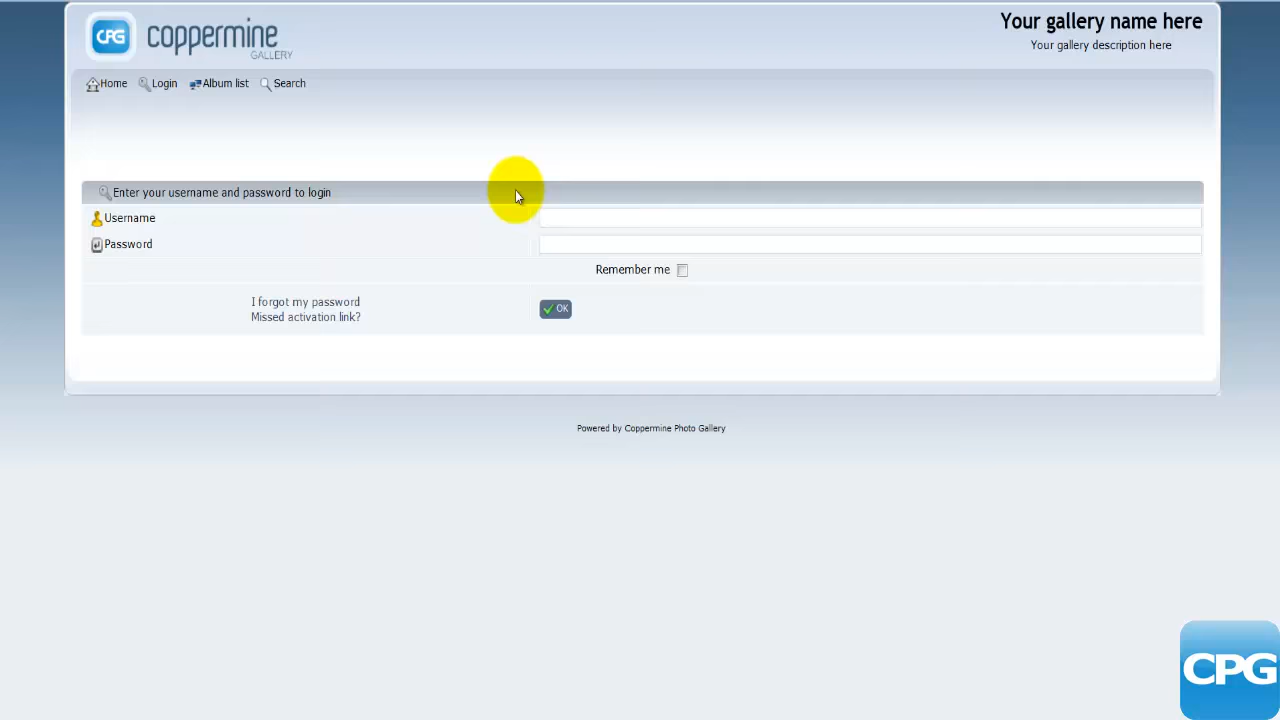 CPG coppermine
GALLERY
Your gallery name here
Your gallery description here
Home Login Album list Search
Enter your username and password to login
Username
Password
Remember me
I forgot my password
Missed activation link?
OK
Powered by Coppermine Photo Gallery
CPG